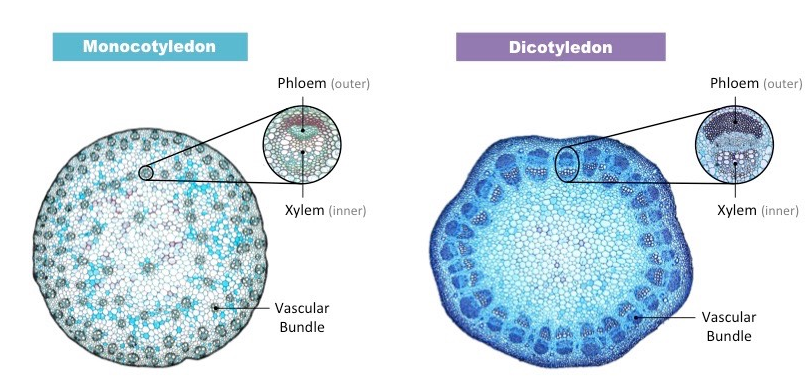 Monocotyledon
Dicotyledon
Phloem (outer)
Xylem (inner)
Vascular
Bundle
Phloem (outer)
Xylem (inner)
Vascular
Bundle